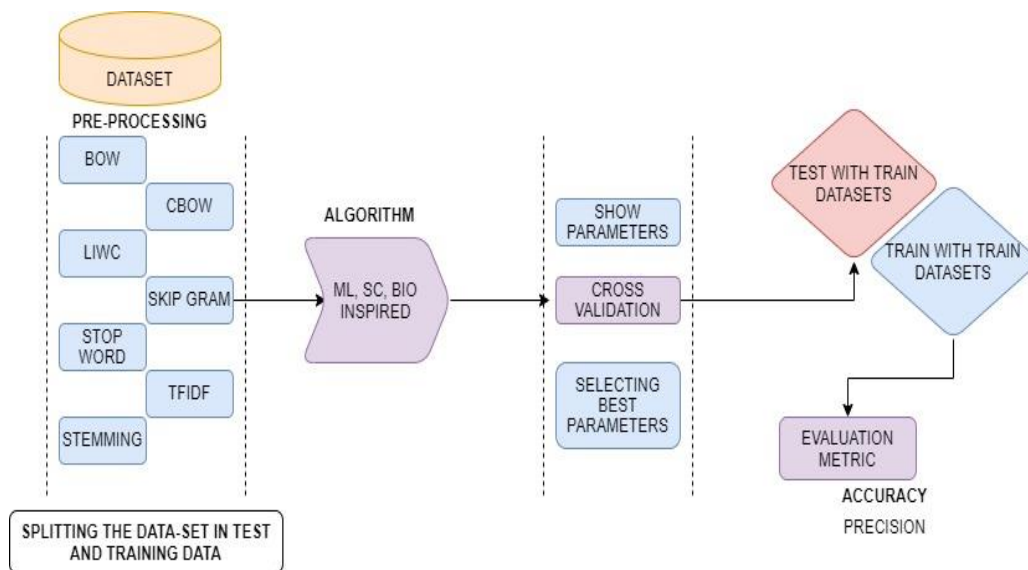 DATASET
PRE-PROCESSING
BOW
CBOW
LIWC
SKIP GRAM
STOP
WORD
TFIDF
STEMMING
SPLITTING THE DATA-SET IN TEST
AND TRAINING DATA
ALGORITHM
ML, SC, BIO
INSPIRED
SHOW
PARAMETERS
CROSS
VALIDATION
SELECTING
BEST
PARAMETERS
TEST WITH TRAIN
DATASETS
TRAIN WITH TRAIN
DATASETS
EVALUATION
METRIC
ACCURACY
PRECISION